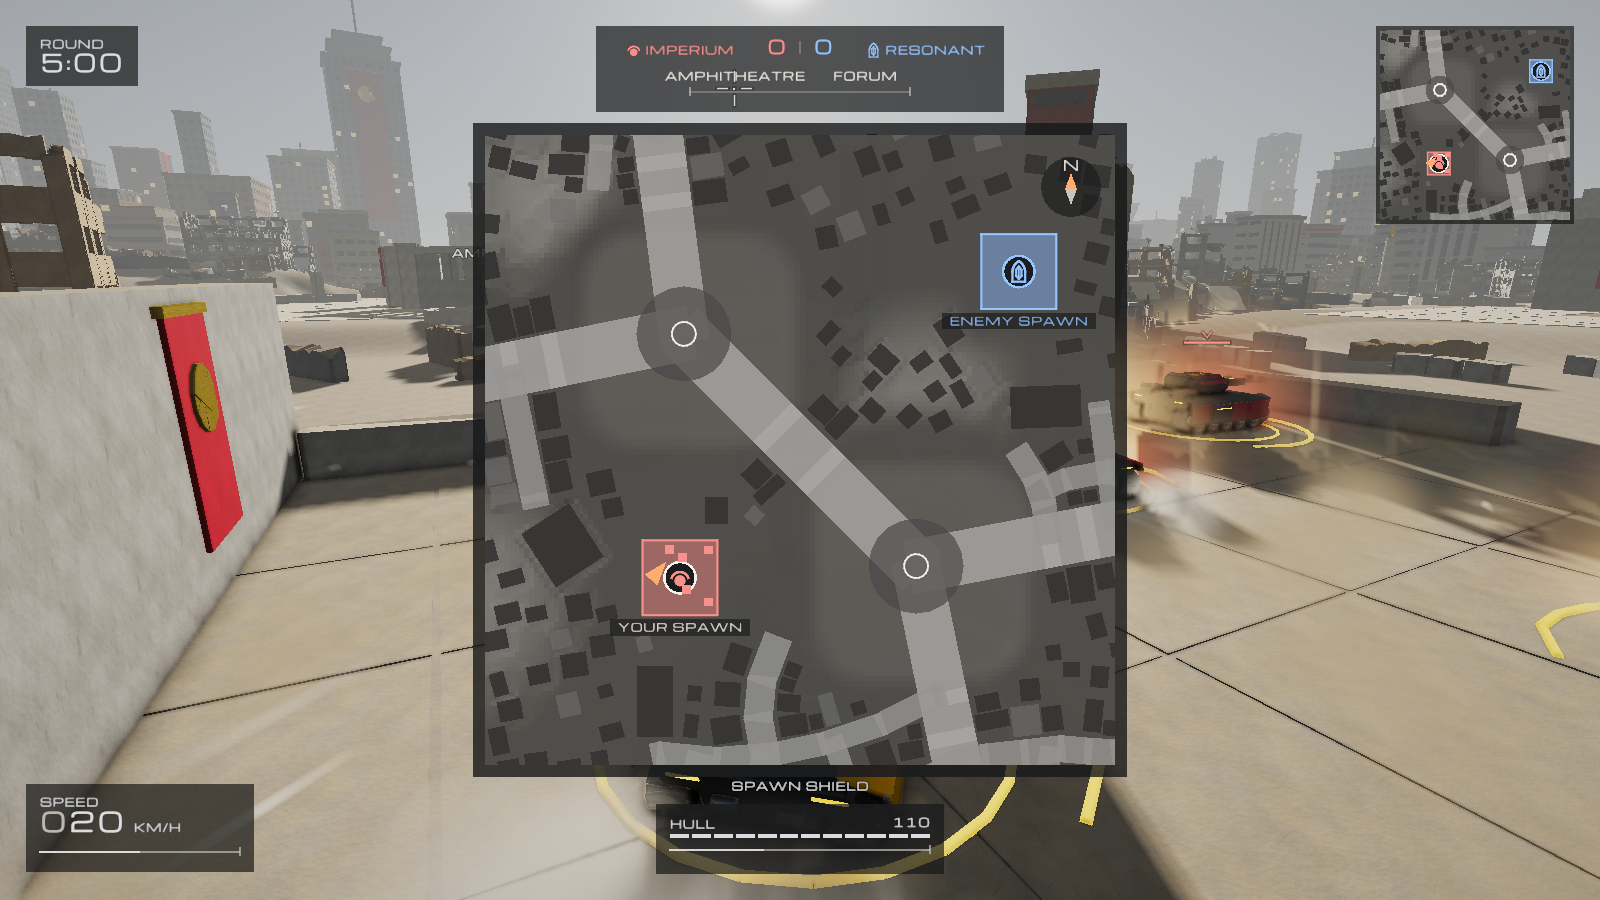 ROUND
5:00
IMPERIUM 0 | 0 RESONANT
AMPHITHEATRE FORUM
N
ENEMY SPAWN
YOUR SPAWN
SPAWN SHIELD
HULL 110
SPEED
020 KM/H